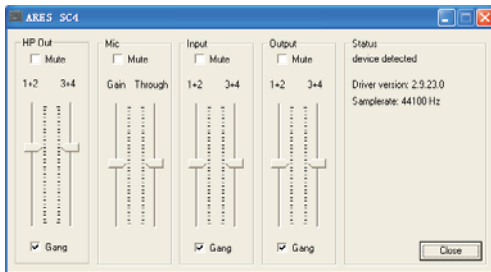 ARES SC4
HP Out
Mute
1+2 3+4
Gang
Mic
Mute
Gain Through
Input
Mute
1+2 3+4
Gang
Output
Mute
1+2 3+4
Gang
Status
device detected
Driver version: 2.9.23.0
Samplerate: 44100 Hz
Close